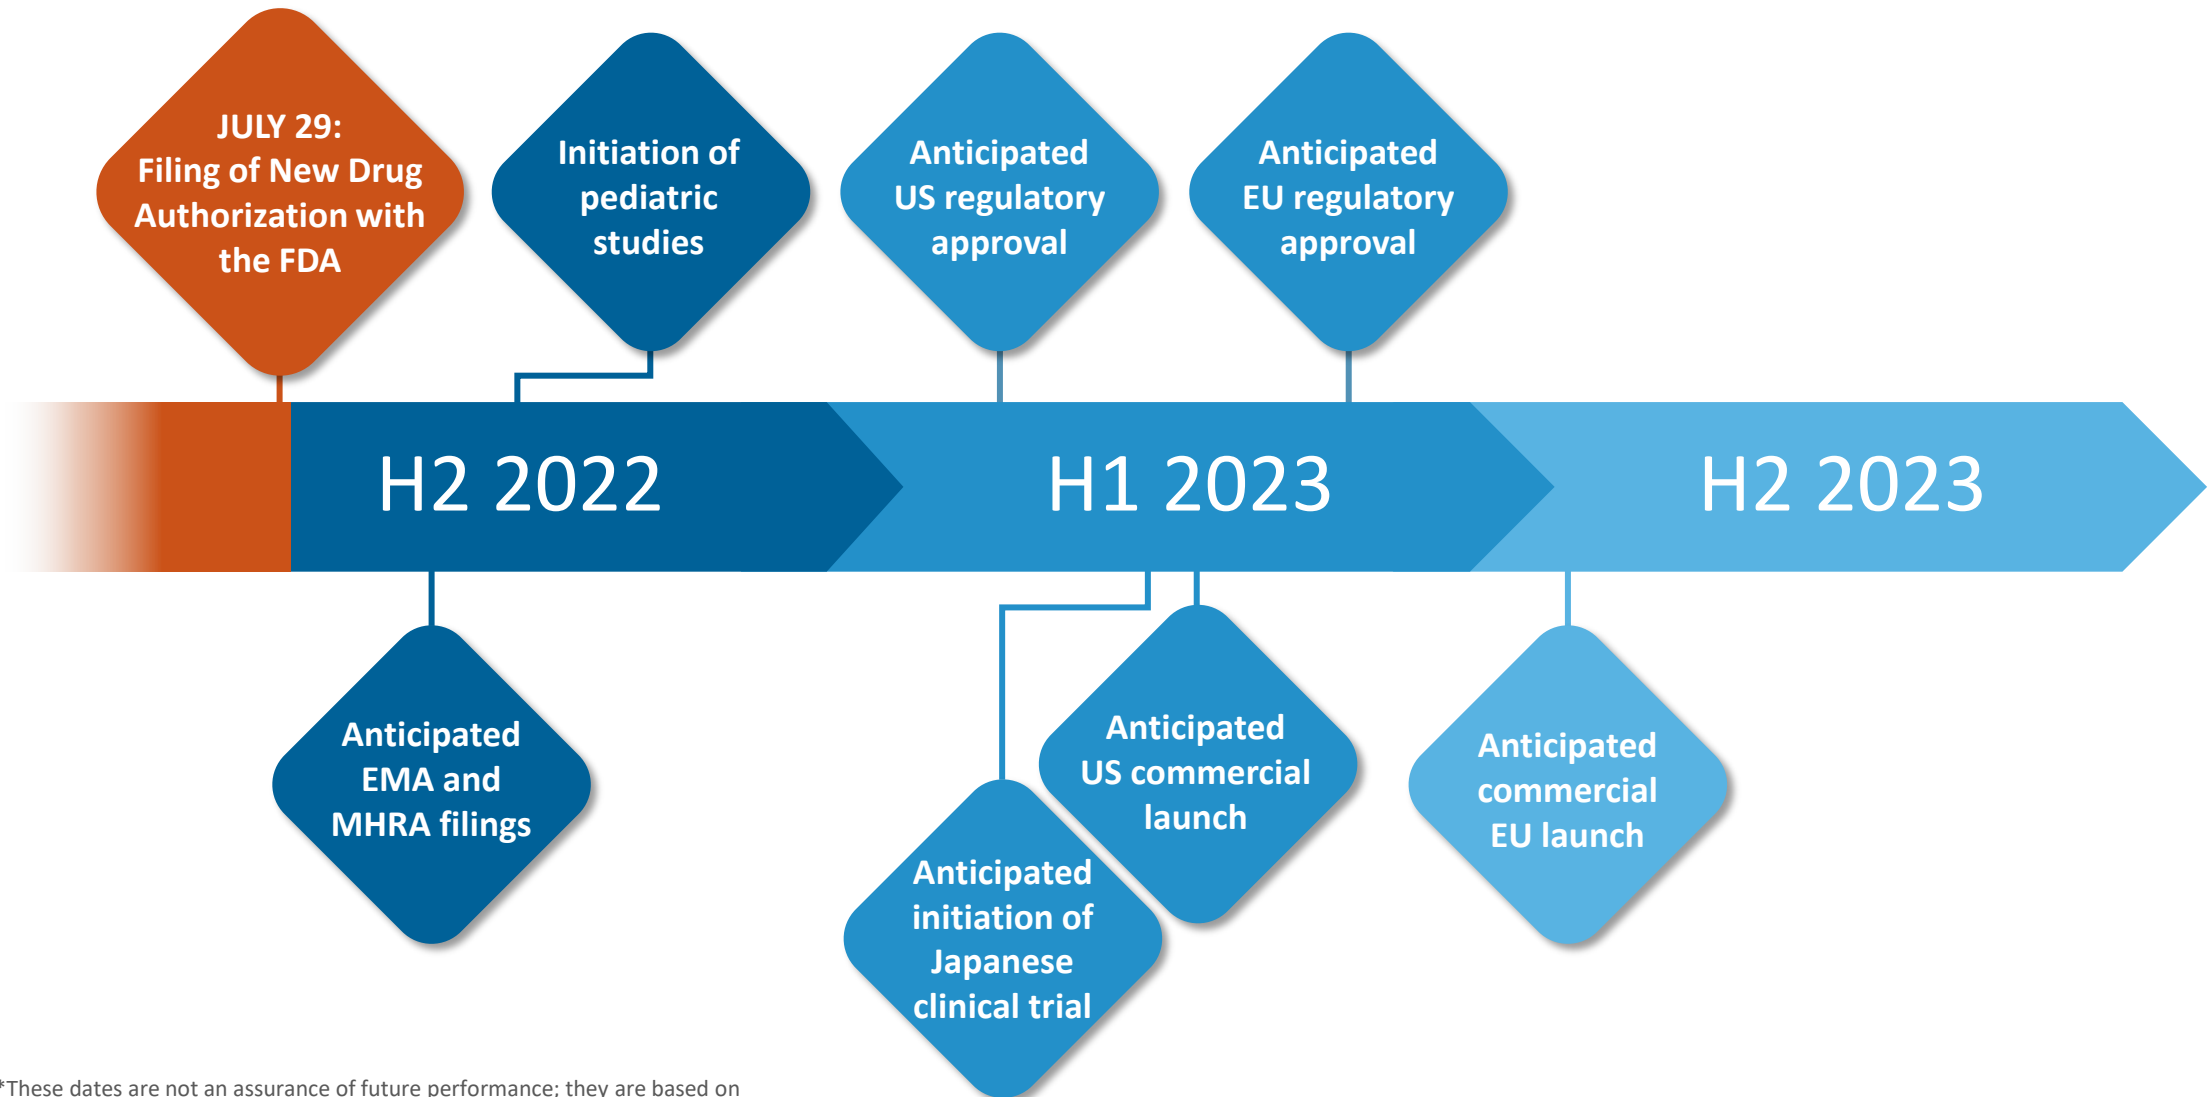 JULY 29:
Filing of New Drug
Authorization with
the FDA
Initiation of
pediatric
studies
Anticipated
US regulatory
approval
Anticipated
EU regulatory
approval
H2 2022
H1 2023
H2 2023
Anticipated
EMA and
MHRA filings
Anticipated
initiation of
Japanese
clinical trial
Anticipated
US commercial
launch
Anticipated
commercial
EU launch
*These dates are not an assurance of future performance; they are based on